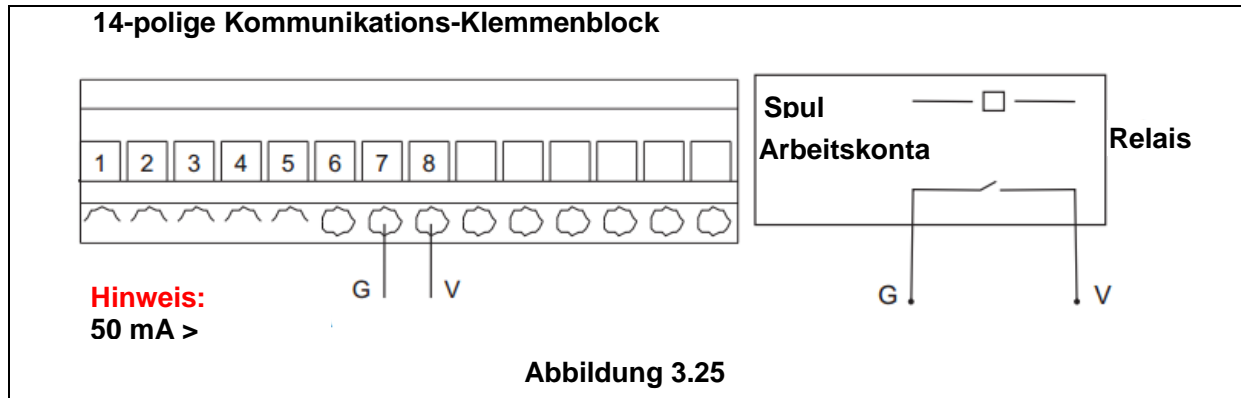 14-polige Kommunikations-Klemmenblock
Spul
Arbeitskonta
Relais
1 2 3 4 5 6 7 8
G V
G V
Hinweis:
50 mA >
Abbildung 3.25